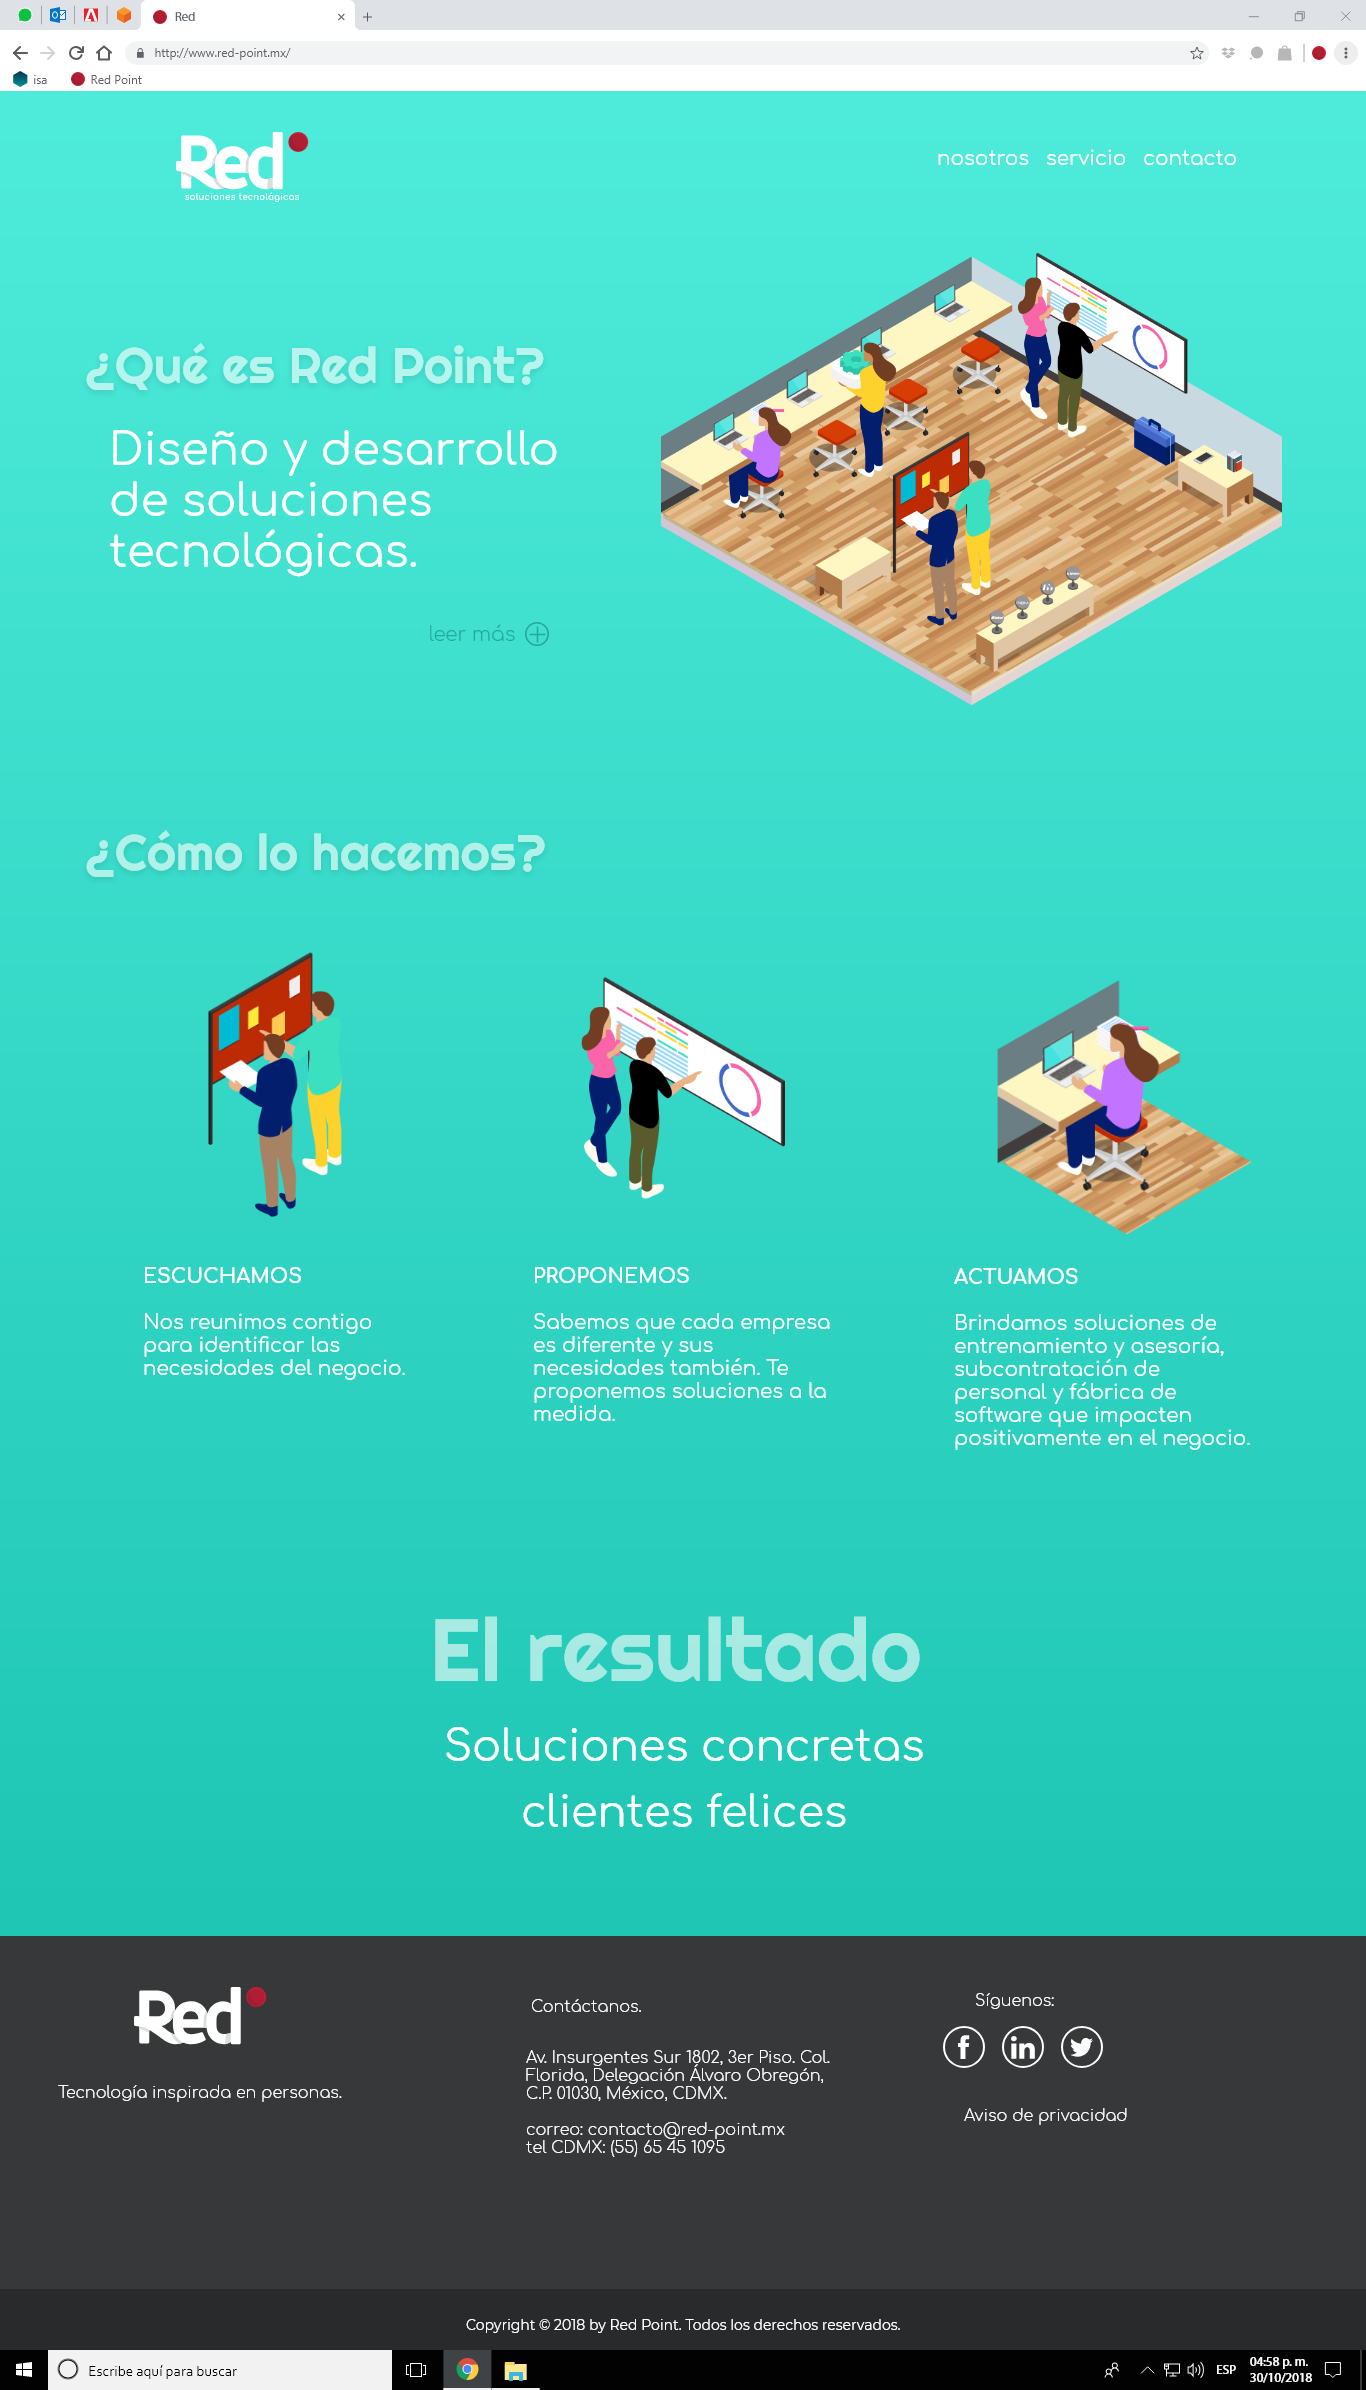 Red
http://www.red-point.mx/
isa
Red Point
Red
soluciones tecnológicas
nosotros servicio contacto
¿Qué es Red Point?
Diseño y desarrollo
de soluciones
tecnológicas.
leer más
¿Cómo lo hacemos?
ESCUCHAMOS
Nos reunimos contigo
para identificar las
necesidades del negocio.
PROPONEMOS
Sabemos que cada empresa
es diferente y sus
necesidades también. Te
proponemos soluciones a la
medida.
ACTUAMOS
Brindamos soluciones de
entrenamiento y asesoría,
subcontratación de
personal y fábrica de
software que impacten
positivamente en el negocio.
El resultado
Soluciones concretas
clientes felices
Red
Tecnología inspirada en personas.
Contáctanos.
Av. Insurgentes Sur 1802, 3er Piso. Col.
Florida, Delegación Álvaro Obregón,
C.P. 01030, México, CDMX.
correo: contacto@red-point.mx
tel CDMX: (55) 65 45 1095
Síguenos:
Aviso de privacidad
Copyright © 2018 by Red Point. Todos los derechos reservados.
Escribe aquí para buscar
ESP
04:58 p. m.
30/10/2018